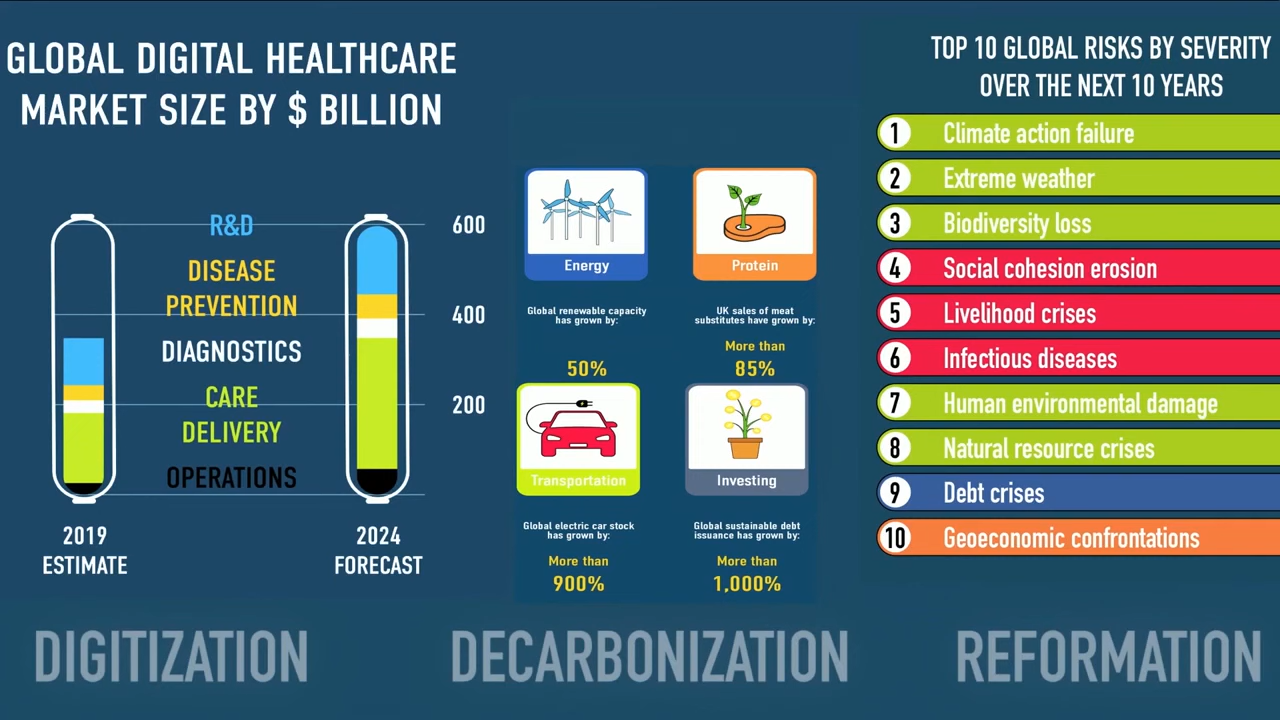 GLOBAL DIGITAL HEALTHCARE
MARKET SIZE BY $ BILLION
R&D
DISEASE
PREVENTION
DIAGNOSTICS
CARE
DELIVERY
OPERATIONS
600
400
200
2019
ESTIMATE
2024
FORECAST
DIGITIZATION
Energy
Global renewable capacity
has grown by:
50%
Protein
UK sales of meat
substitutes have grown by:
More than
85%
Transportation
Global electric car stock
has grown by:
More than
900%
Investing
Global sustainable debt
issuance has grown by:
More than
1,000%
DECARBONIZATION
TOP 10 GLOBAL RISKS BY SEVERITY
OVER THE NEXT 10 YEARS
1 Climate action failure
2 Extreme weather
3 Biodiversity loss
4 Social cohesion erosion
5 Livelihood crises
6 Infectious diseases
7 Human environmental damage
8 Natural resource crises
9 Debt crises
10 Geoeconomic confrontations
REFORMATION